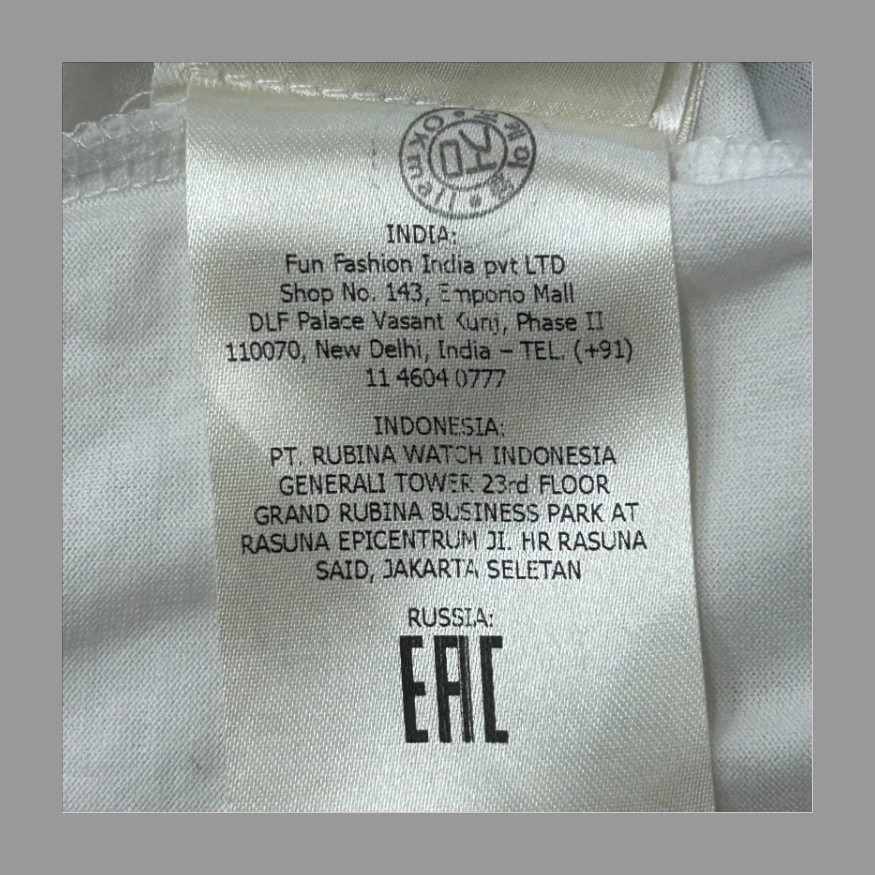 OKmall
INDIA:
Fun Fashion India pvt LTD
Shop No. 143, Emporio Mall
DLF Palace Vasant Kunj, Phase II
110070, New Delhi, India – TEL. (+91)
11 4604 0777
INDONESIA:
PT. RUBINA WATCH INDONESIA
GENERALI TOWER 23rd FLOOR
GRAND RUBINA BUSINESS PARK AT
RASUNA EPICENTRUM JI. HR RASUNA
SAID, JAKARTA SELETAN
RUSSIA:
EAC